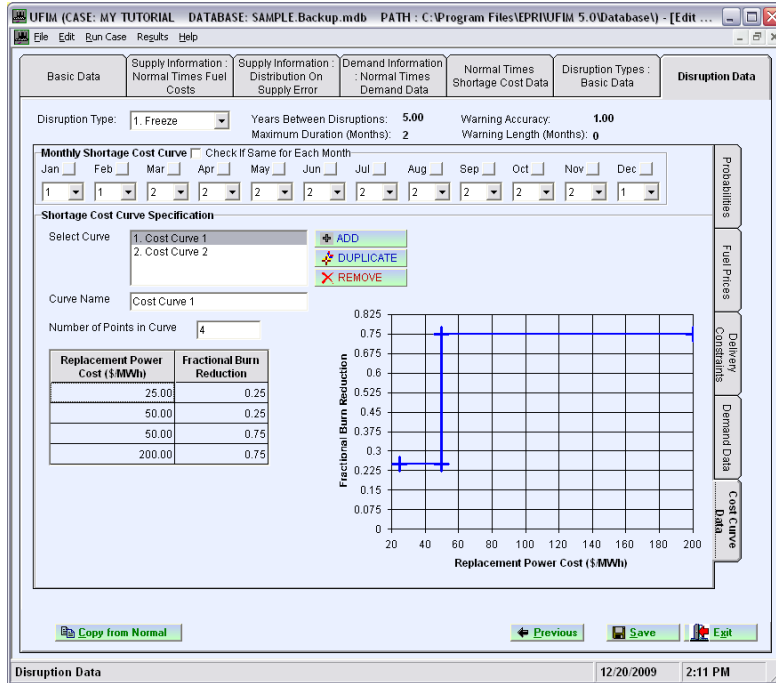 UFIM (CASE: MY TUTORIAL DATABASE: SAMPLE.Backup.mdb PATH : C:\Program Files\EPRI\UFIM 5.0\Database\) - [Edit ...
File Edit Run Case Results Help
Basic Data
Supply Information :
Normal Times Fuel
Costs
Supply Information :
Distribution On
Supply Error
Demand Information
: Normal Times
Demand Data
Normal Times
Shortage Cost Data
Disruption Types :
Basic Data
Disruption Data
Disruption Type: 1. Freeze
Years Between Disruptions: 5.00
Maximum Duration (Months): 2
Warning Accuracy: 1.00
Warning Length (Months): 0
Monthly Shortage Cost Curve Check If Same for Each Month
Jan Feb Mar Apr May Jun Jul Aug Sep Oct Nov Dec
1 1 2 2 2 2 2 2 2 2 2 1
Shortage Cost Curve Specification
Select Curve
1. Cost Curve 1
2. Cost Curve 2
ADD
DUPLICATE
REMOVE
Curve Name Cost Curve 1
Number of Points in Curve 4
Replacement Power
Cost ($/MWh)
Fractional Burn
Reduction
25.00 0.25
50.00 0.25
50.00 0.75
200.00 0.75
Fractional Burn Reduction
0.825
0.75
0.675
0.6
0.525
0.45
0.375
0.3
0.225
0.15
0.075
0
20 40 60 80 100 120 140 160 180 200
Replacement Power Cost ($/MWh)
Probabilities
Fuel Prices
Delivery
Constraints
Demand Data
Cost Curve
Data
Copy from Normal
Previous
Save
Exit
Disruption Data
12/20/2009
2:11 PM